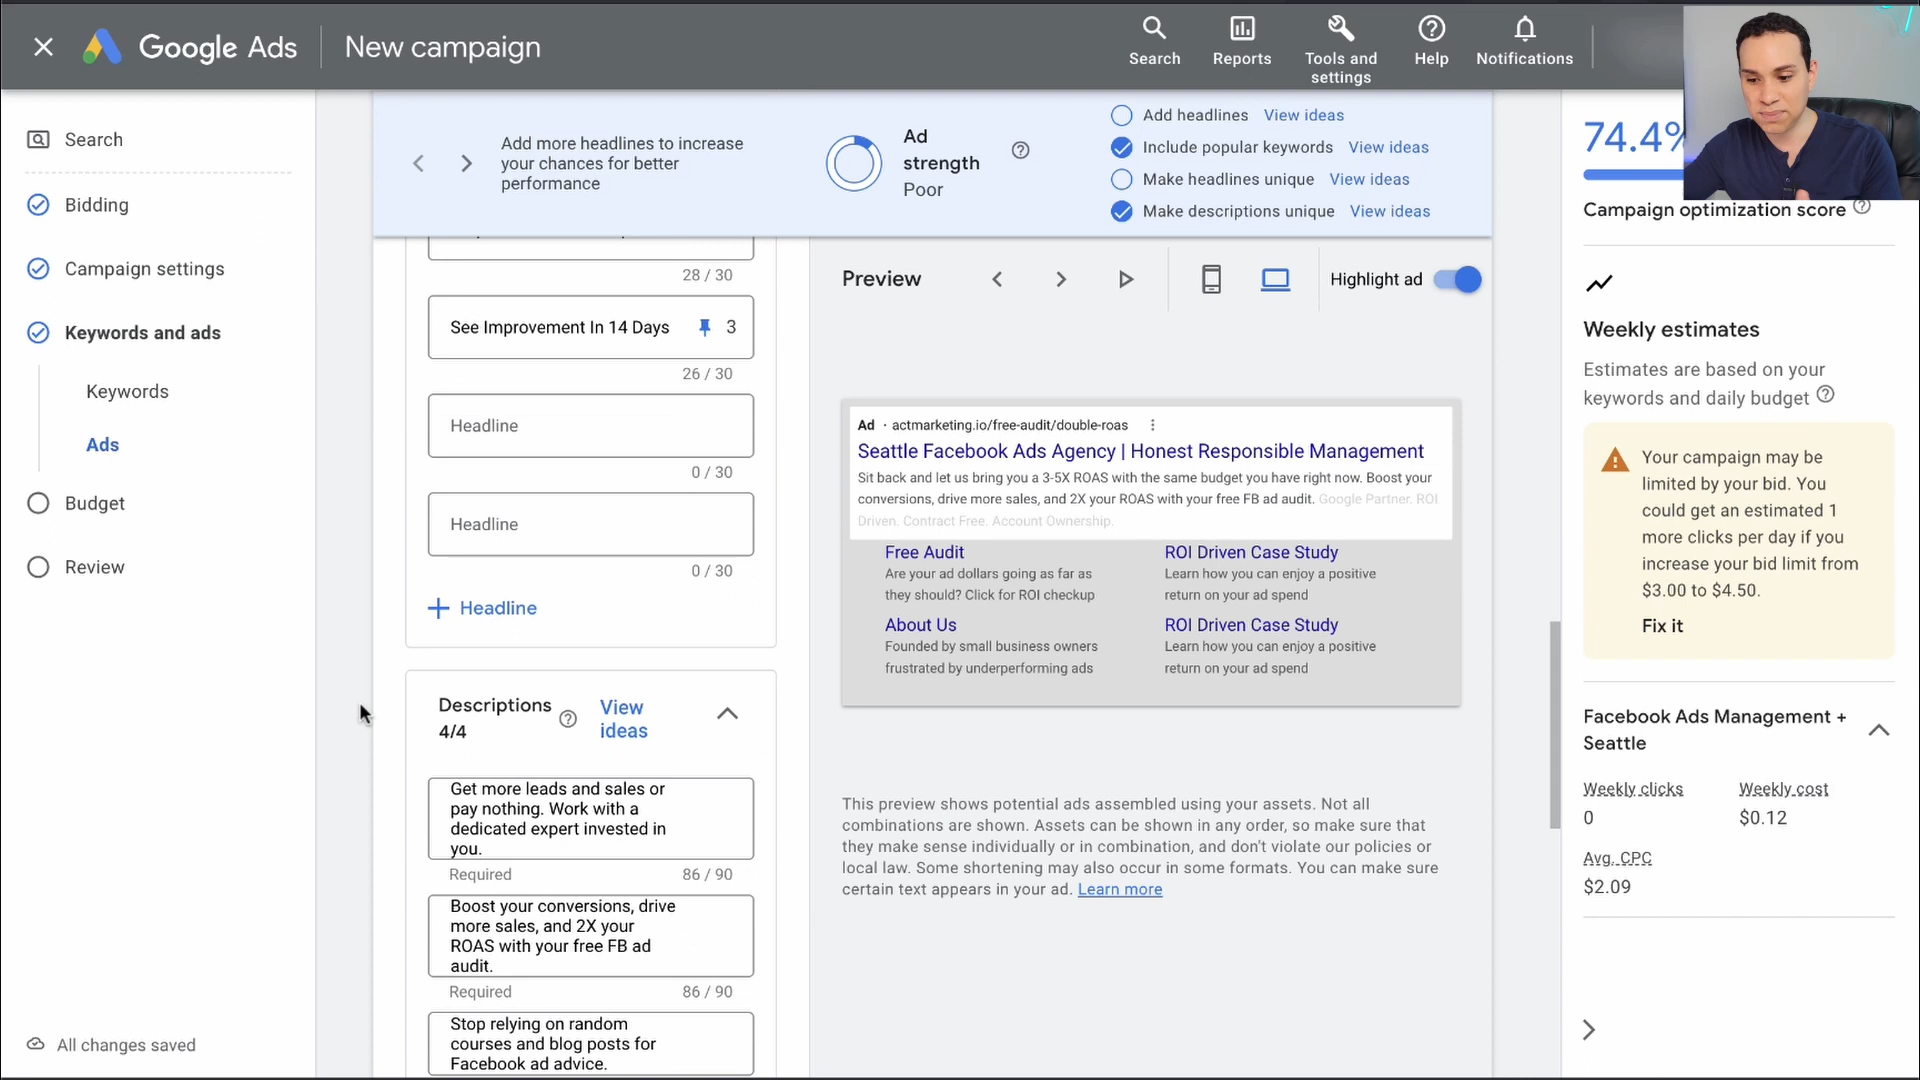 Google Ads
New campaign
Search
Reports
Tools and
settings
Help
Notifications
Search
Bidding
Campaign settings
Keywords and ads
Keywords
Ads
Budget
Review
All changes saved
Add more headlines to increase
your chances for better
performance
Ad
strength
Poor
Add headlines View ideas
Include popular keywords View ideas
Make headlines unique View ideas
Make descriptions unique View ideas
28 / 30
See Improvement In 14 Days 3
26 / 30
Headline
0 / 30
Headline
0 / 30
+ Headline
Descriptions
4/4
View
ideas
Get more leads and sales or
pay nothing. Work with a
dedicated expert invested in
you.
Required 86 / 90
Boost your conversions, drive
more sales, and 2X your
ROAS with your free FB ad
audit.
Required 86 / 90
Stop relying on random
courses and blog posts for
Facebook ad advice.
Preview
Highlight ad
Ad · actmarketing.io/free-audit/double-roas
Seattle Facebook Ads Agency | Honest Responsible Management
Sit back and let us bring you a 3-5X ROAS with the same budget you have right now. Boost your
conversions, drive more sales, and 2X your ROAS with your free FB ad audit. Google Partner. ROI
Driven. Contract Free. Account Ownership.
Free Audit
Are your ad dollars going as far as
they should? Click for ROI checkup
ROI Driven Case Study
Learn how you can enjoy a positive
return on your ad spend
About Us
Founded by small business owners
frustrated by underperforming ads
ROI Driven Case Study
Learn how you can enjoy a positive
return on your ad spend
This preview shows potential ads assembled using your assets. Not all
combinations are shown. Assets can be shown in any order, so make sure that
they make sense individually or in combination, and don't violate our policies or
local law. Some shortening may also occur in some formats. You can make sure
certain text appears in your ad. Learn more
74.4%
Campaign optimization score
Weekly estimates
Estimates are based on your
keywords and daily budget
Your campaign may be
limited by your bid. You
could get an estimated 1
more clicks per day if you
increase your bid limit from
$3.00 to $4.50.
Fix it
Facebook Ads Management +
Seattle
Weekly clicks
0
Weekly cost
$0.12
Avg. CPC
$2.09